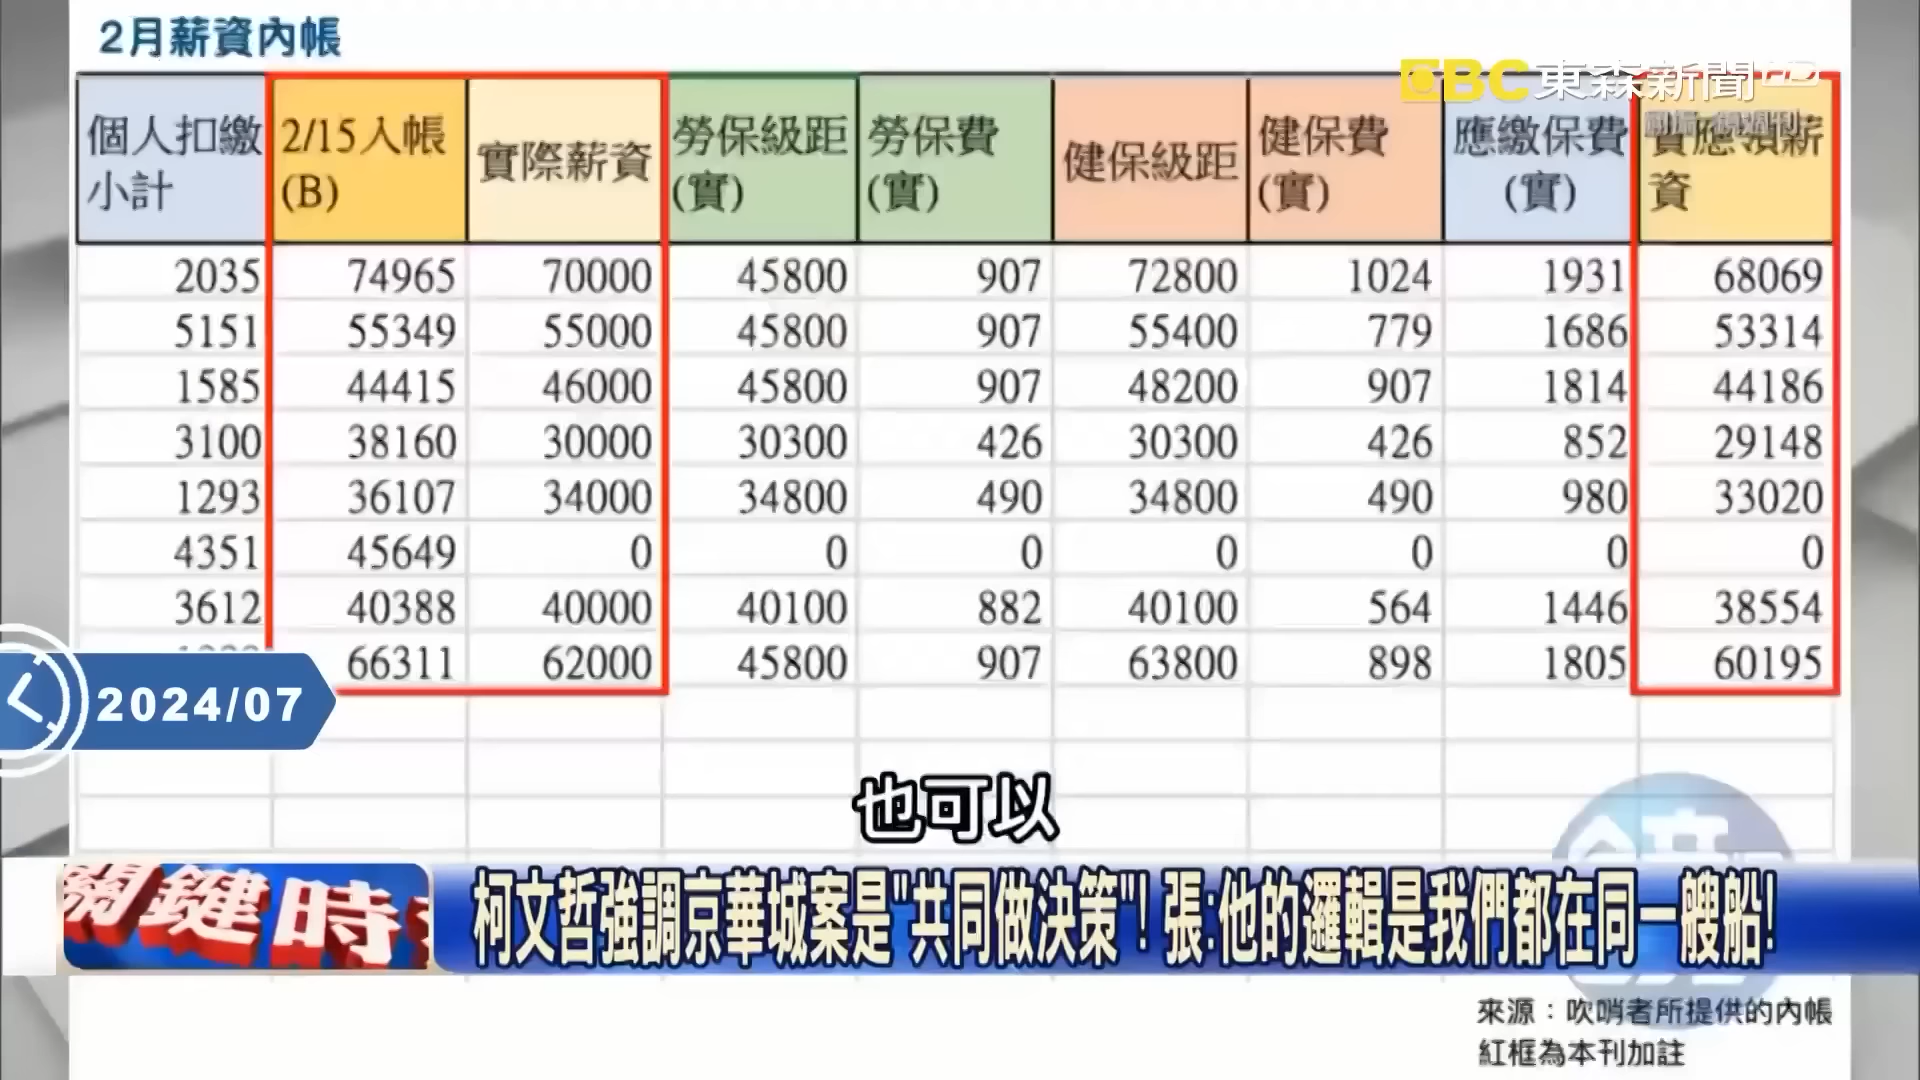 2月薪資內帳
EBC 東森新聞
個人扣繳小計 2/15入帳(B) 實際薪資 勞保級距(實) 勞保費(實) 健保級距 健保費(實) 應繳保費(實) 實應領薪資
2035 74965 70000 45800 907 72800 1024 1931 68069
5151 55349 55000 45800 907 55400 779 1686 53314
1585 44415 46000 45800 907 48200 907 1814 44186
3100 38160 30000 30300 426 30300 426 852 29148
1293 36107 34000 34800 490 34800 490 980 33020
4351 45649 0 0 0 0 0 0 0
3612 40388 40000 40100 882 40100 564 1446 38554
66311 62000 45800 907 63800 898 1805 60195
2024/07
也可以
關鍵時
柯文哲強調京華城案是"共同做決策"! 張:他的邏輯是我們都在同一艘船!
來源：吹哨者所提供的內帳
紅框為本刊加註